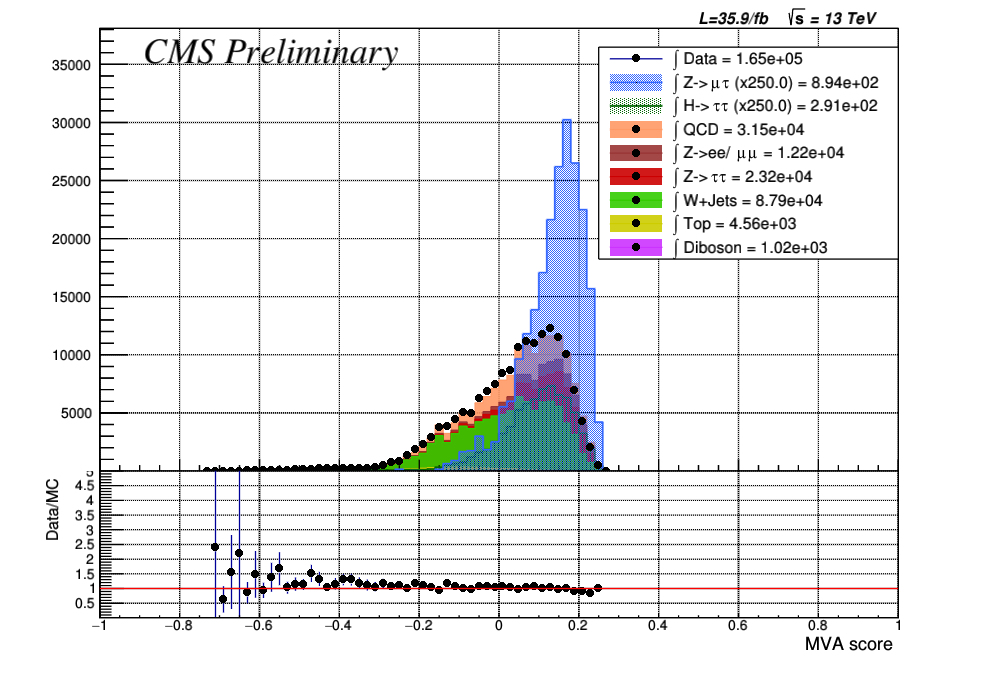 L=35.9/fb √s = 13 TeV
CMS Preliminary
∫ Data = 1.65e+05
∫ Z->μτ (x250.0) = 8.94e+02
∫ H->ττ (x250.0) = 2.91e+02
∫ QCD = 3.15e+04
∫ Z->ee/ μμ = 1.22e+04
∫ Z->ττ = 2.32e+04
∫ W+Jets = 8.79e+04
∫ Top = 4.56e+03
∫ Diboson = 1.02e+03
35000
30000
25000
20000
15000
10000
5000
Data/MC
5
4.5
4
3.5
3
2.5
2
1.5
1
0.5
−1 −0.8 −0.6 −0.4 −0.2 0 0.2 0.4 0.6 0.8 1
MVA score